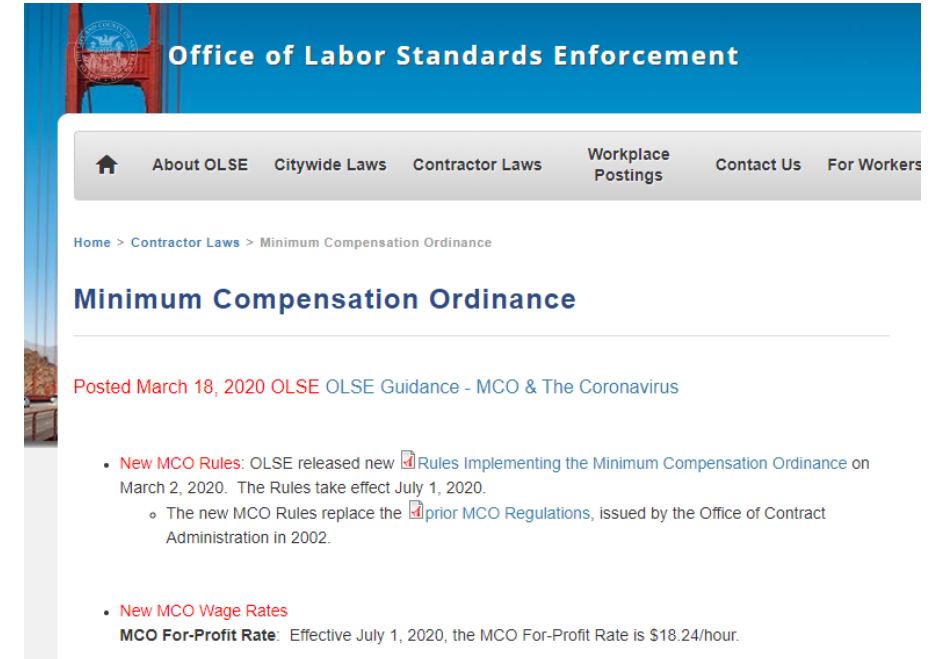 Office of Labor Standards Enforcement
About OLSE Citywide Laws Contractor Laws Workplace Postings Contact Us For Workers
Home > Contractor Laws > Minimum Compensation Ordinance
Minimum Compensation Ordinance
Posted March 18, 2020 OLSE OLSE Guidance - MCO & The Coronavirus
New MCO Rules: OLSE released new Rules Implementing the Minimum Compensation Ordinance on
March 2, 2020. The Rules take effect July 1, 2020.
The new MCO Rules replace the prior MCO Regulations, issued by the Office of Contract
Administration in 2002.
New MCO Wage Rates
MCO For-Profit Rate: Effective July 1, 2020, the MCO For-Profit Rate is $18.24/hour.